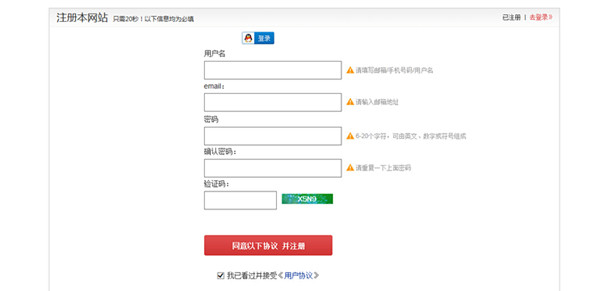 注册本网站 只需20秒！以下信息均为必填 已注册 | 去登录»
登录
用户名
请填写邮箱/手机号码/用户名
email：
请输入邮箱地址
密码
6-20个字符，可由英文、数字或符号组成
确认密码：
请重复一下上面密码
验证码：
X5N9
同意以下协议 并注册
我已看过并接受《用户协议》